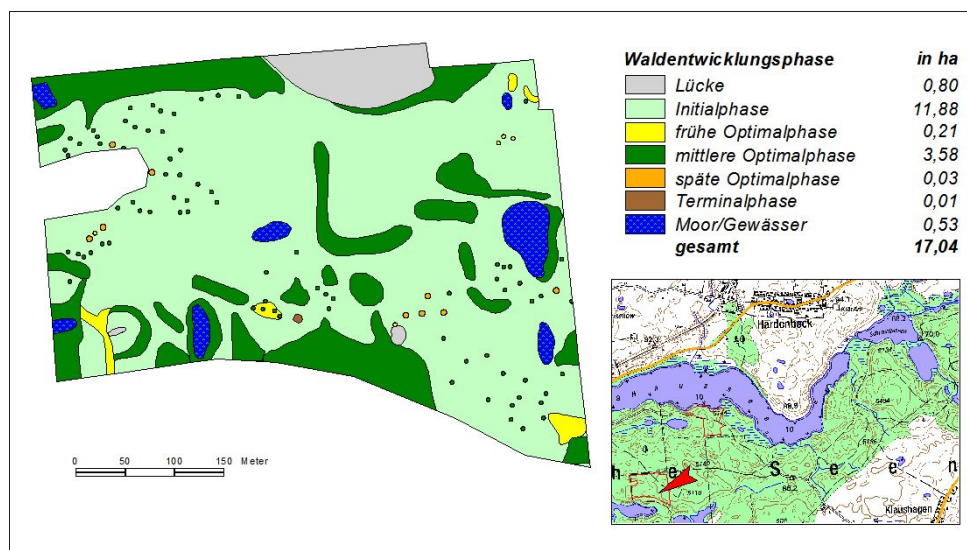 Waldentwicklungsphase in ha
Lücke 0,80
Initialphase 11,88
frühe Optimalphase 0,21
mittlere Optimalphase 3,58
späte Optimalphase 0,03
Terminalphase 0,01
Moor/Gewässer 0,53
gesamt 17,04
0 50 100 150 Meter
Hardenbeck
10
10
h e S e e n
Klaushagen